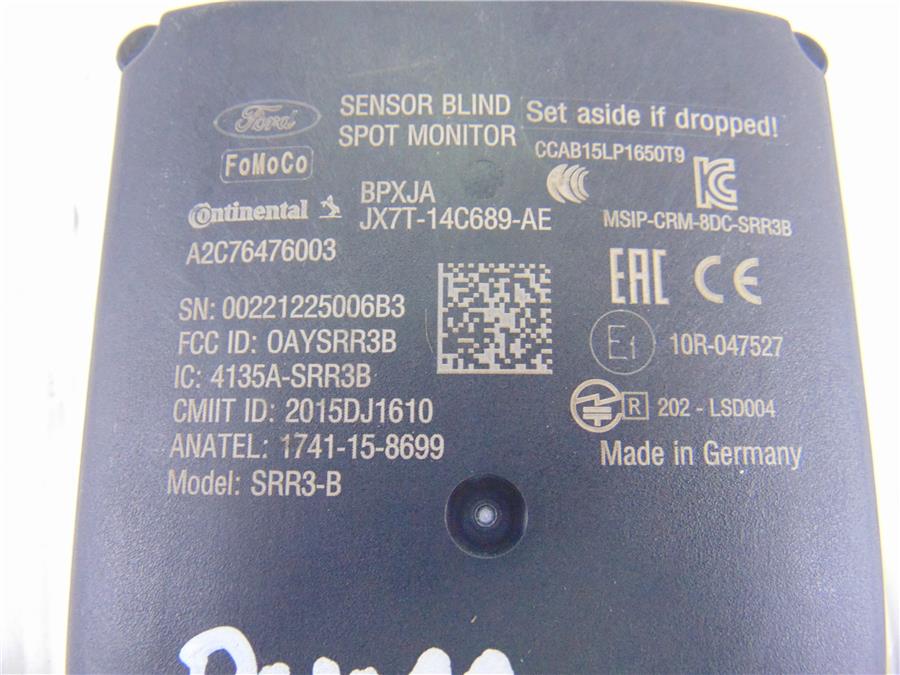 Ford
SENSOR BLIND
SPOT MONITOR
Set aside if dropped!
FoMoCo
CCAB15LP1650T9
CCC
KC
Continental
BPXJA
JX7T-14C689-AE
MSIP-CRM-8DC-SRR3B
A2C76476003
EAC CE
SN: 00221225006B3
FCC ID: OAYSRR3B
E1 10R-047527
IC: 4135A-SRR3B
CMIIT ID: 2015DJ1610
R 202 - LSD004
ANATEL: 1741-15-8699
Made in Germany
Model: SRR3-B